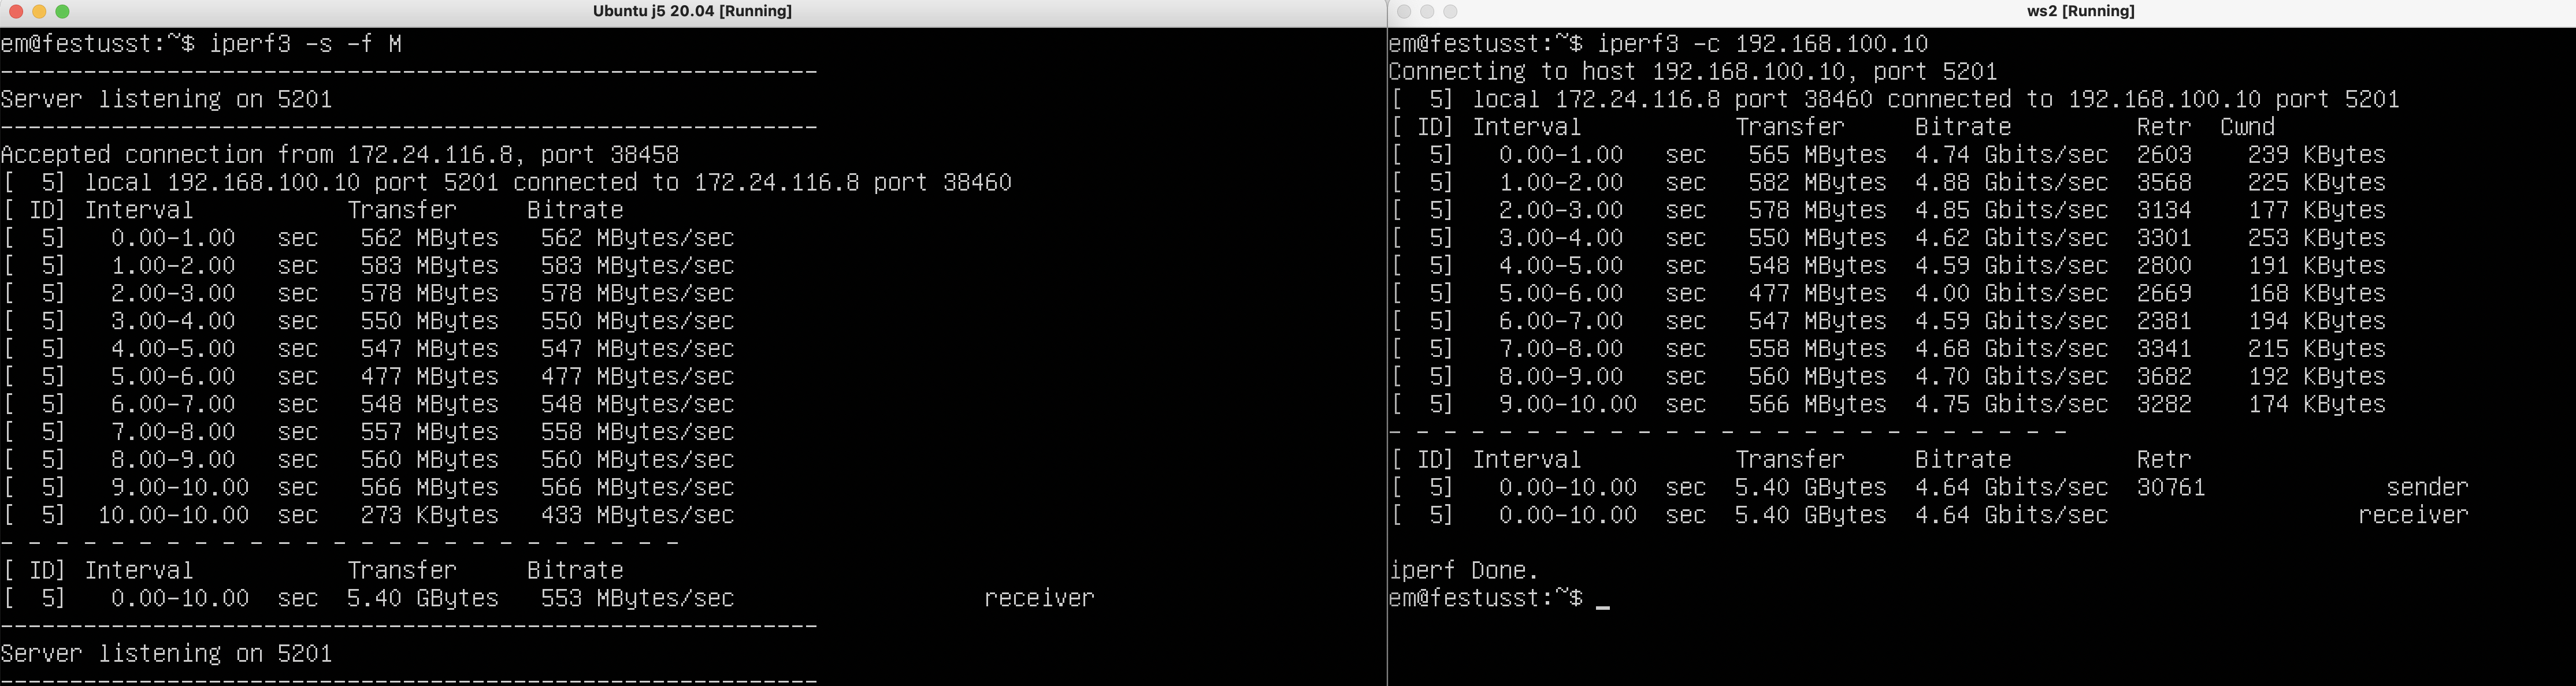 Ubuntu j5 20.04 [Running]
em@festusst:~$ iperf3 -s -f M
-----------------------------------------------------------
Server listening on 5201
-----------------------------------------------------------
Accepted connection from 172.24.116.8, port 38458
[  5] local 192.168.100.10 port 5201 connected to 172.24.116.8 port 38460
[ ID] Interval           Transfer     Bitrate
[  5]   0.00-1.00   sec   562 MBytes   562 MBytes/sec
[  5]   1.00-2.00   sec   583 MBytes   583 MBytes/sec
[  5]   2.00-3.00   sec   578 MBytes   578 MBytes/sec
[  5]   3.00-4.00   sec   550 MBytes   550 MBytes/sec
[  5]   4.00-5.00   sec   547 MBytes   547 MBytes/sec
[  5]   5.00-6.00   sec   477 MBytes   477 MBytes/sec
[  5]   6.00-7.00   sec   548 MBytes   548 MBytes/sec
[  5]   7.00-8.00   sec   557 MBytes   558 MBytes/sec
[  5]   8.00-9.00   sec   560 MBytes   560 MBytes/sec
[  5]   9.00-10.00  sec   566 MBytes   566 MBytes/sec
[  5]  10.00-10.00  sec   273 KBytes   433 MBytes/sec
- - - - - - - - - - - - - - - - - - - - - - - - -
[ ID] Interval           Transfer     Bitrate
[  5]   0.00-10.00  sec  5.40 GBytes   553 MBytes/sec                  receiver
-----------------------------------------------------------
Server listening on 5201
-----------------------------------------------------------
ws2 [Running]
em@festusst:~$ iperf3 -c 192.168.100.10
Connecting to host 192.168.100.10, port 5201
[  5] local 172.24.116.8 port 38460 connected to 192.168.100.10 port 5201
[ ID] Interval           Transfer     Bitrate         Retr  Cwnd
[  5]   0.00-1.00   sec   565 MBytes  4.74 Gbits/sec  2603    239 KBytes
[  5]   1.00-2.00   sec   582 MBytes  4.88 Gbits/sec  3568    225 KBytes
[  5]   2.00-3.00   sec   578 MBytes  4.85 Gbits/sec  3134    177 KBytes
[  5]   3.00-4.00   sec   550 MBytes  4.62 Gbits/sec  3301    253 KBytes
[  5]   4.00-5.00   sec   548 MBytes  4.59 Gbits/sec  2800    191 KBytes
[  5]   5.00-6.00   sec   477 MBytes  4.00 Gbits/sec  2669    168 KBytes
[  5]   6.00-7.00   sec   547 MBytes  4.59 Gbits/sec  2381    194 KBytes
[  5]   7.00-8.00   sec   558 MBytes  4.68 Gbits/sec  3341    215 KBytes
[  5]   8.00-9.00   sec   560 MBytes  4.70 Gbits/sec  3682    192 KBytes
[  5]   9.00-10.00  sec   566 MBytes  4.75 Gbits/sec  3282    174 KBytes
- - - - - - - - - - - - - - - - - - - - - - - - -
[ ID] Interval           Transfer     Bitrate         Retr
[  5]   0.00-10.00  sec  5.40 GBytes  4.64 Gbits/sec  30761             sender
[  5]   0.00-10.00  sec  5.40 GBytes  4.64 Gbits/sec                  receiver
iperf Done.
em@festusst:~$ _